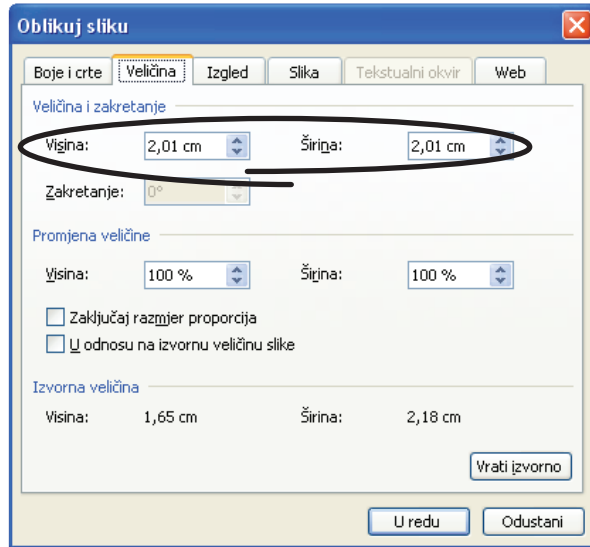 Oblikuj sliku
Boje i crte Veličina Izgled Slika Tekstualni okvir Web
Veličina i zakretanje
Visina: 2,01 cm Širina: 2,01 cm
Zakretanje: 0°
Promjena veličine
Visina: 100 % Širina: 100 %
Zaključaj razmjer proporcija
U odnosu na izvornu veličinu slike
Izvorna veličina
Visina: 1,65 cm Širina: 2,18 cm
Vrati izvorno
U redu Odustani